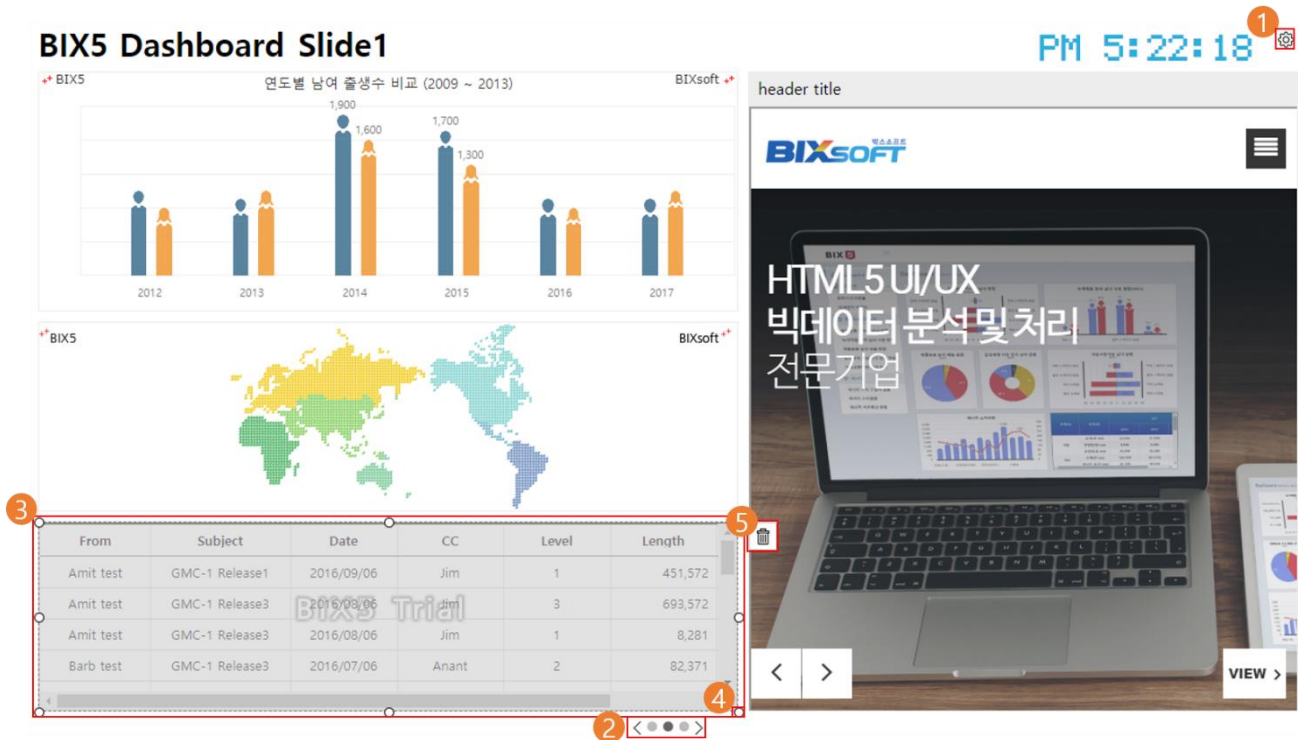 BIX5 Dashboard Slide1
PM 5:22:18
1
BIX5
연도별 남여 출생수 비교 (2009 ~ 2013)
BIXsoft
1,900
1,600
1,700
1,300
2012 2013 2014 2015 2016 2017
BIX5
BIXsoft
3
From Subject Date CC Level Length
Amit test GMC-1 Release1 2016/09/06 Jim 1 451,572
Amit test GMC-1 Release3 2016/08/06 Jim 3 693,572
BIX5 Trial
Amit test GMC-1 Release3 2016/08/06 Jim 1 8,281
Barb test GMC-1 Release3 2016/07/06 Anant 2 82,371
4
2
5
header title
빅스소프트
BIXSOFT
BIX 5
HTML5 UI/UX
빅데이터 분석 및 처리
전문기업
VIEW